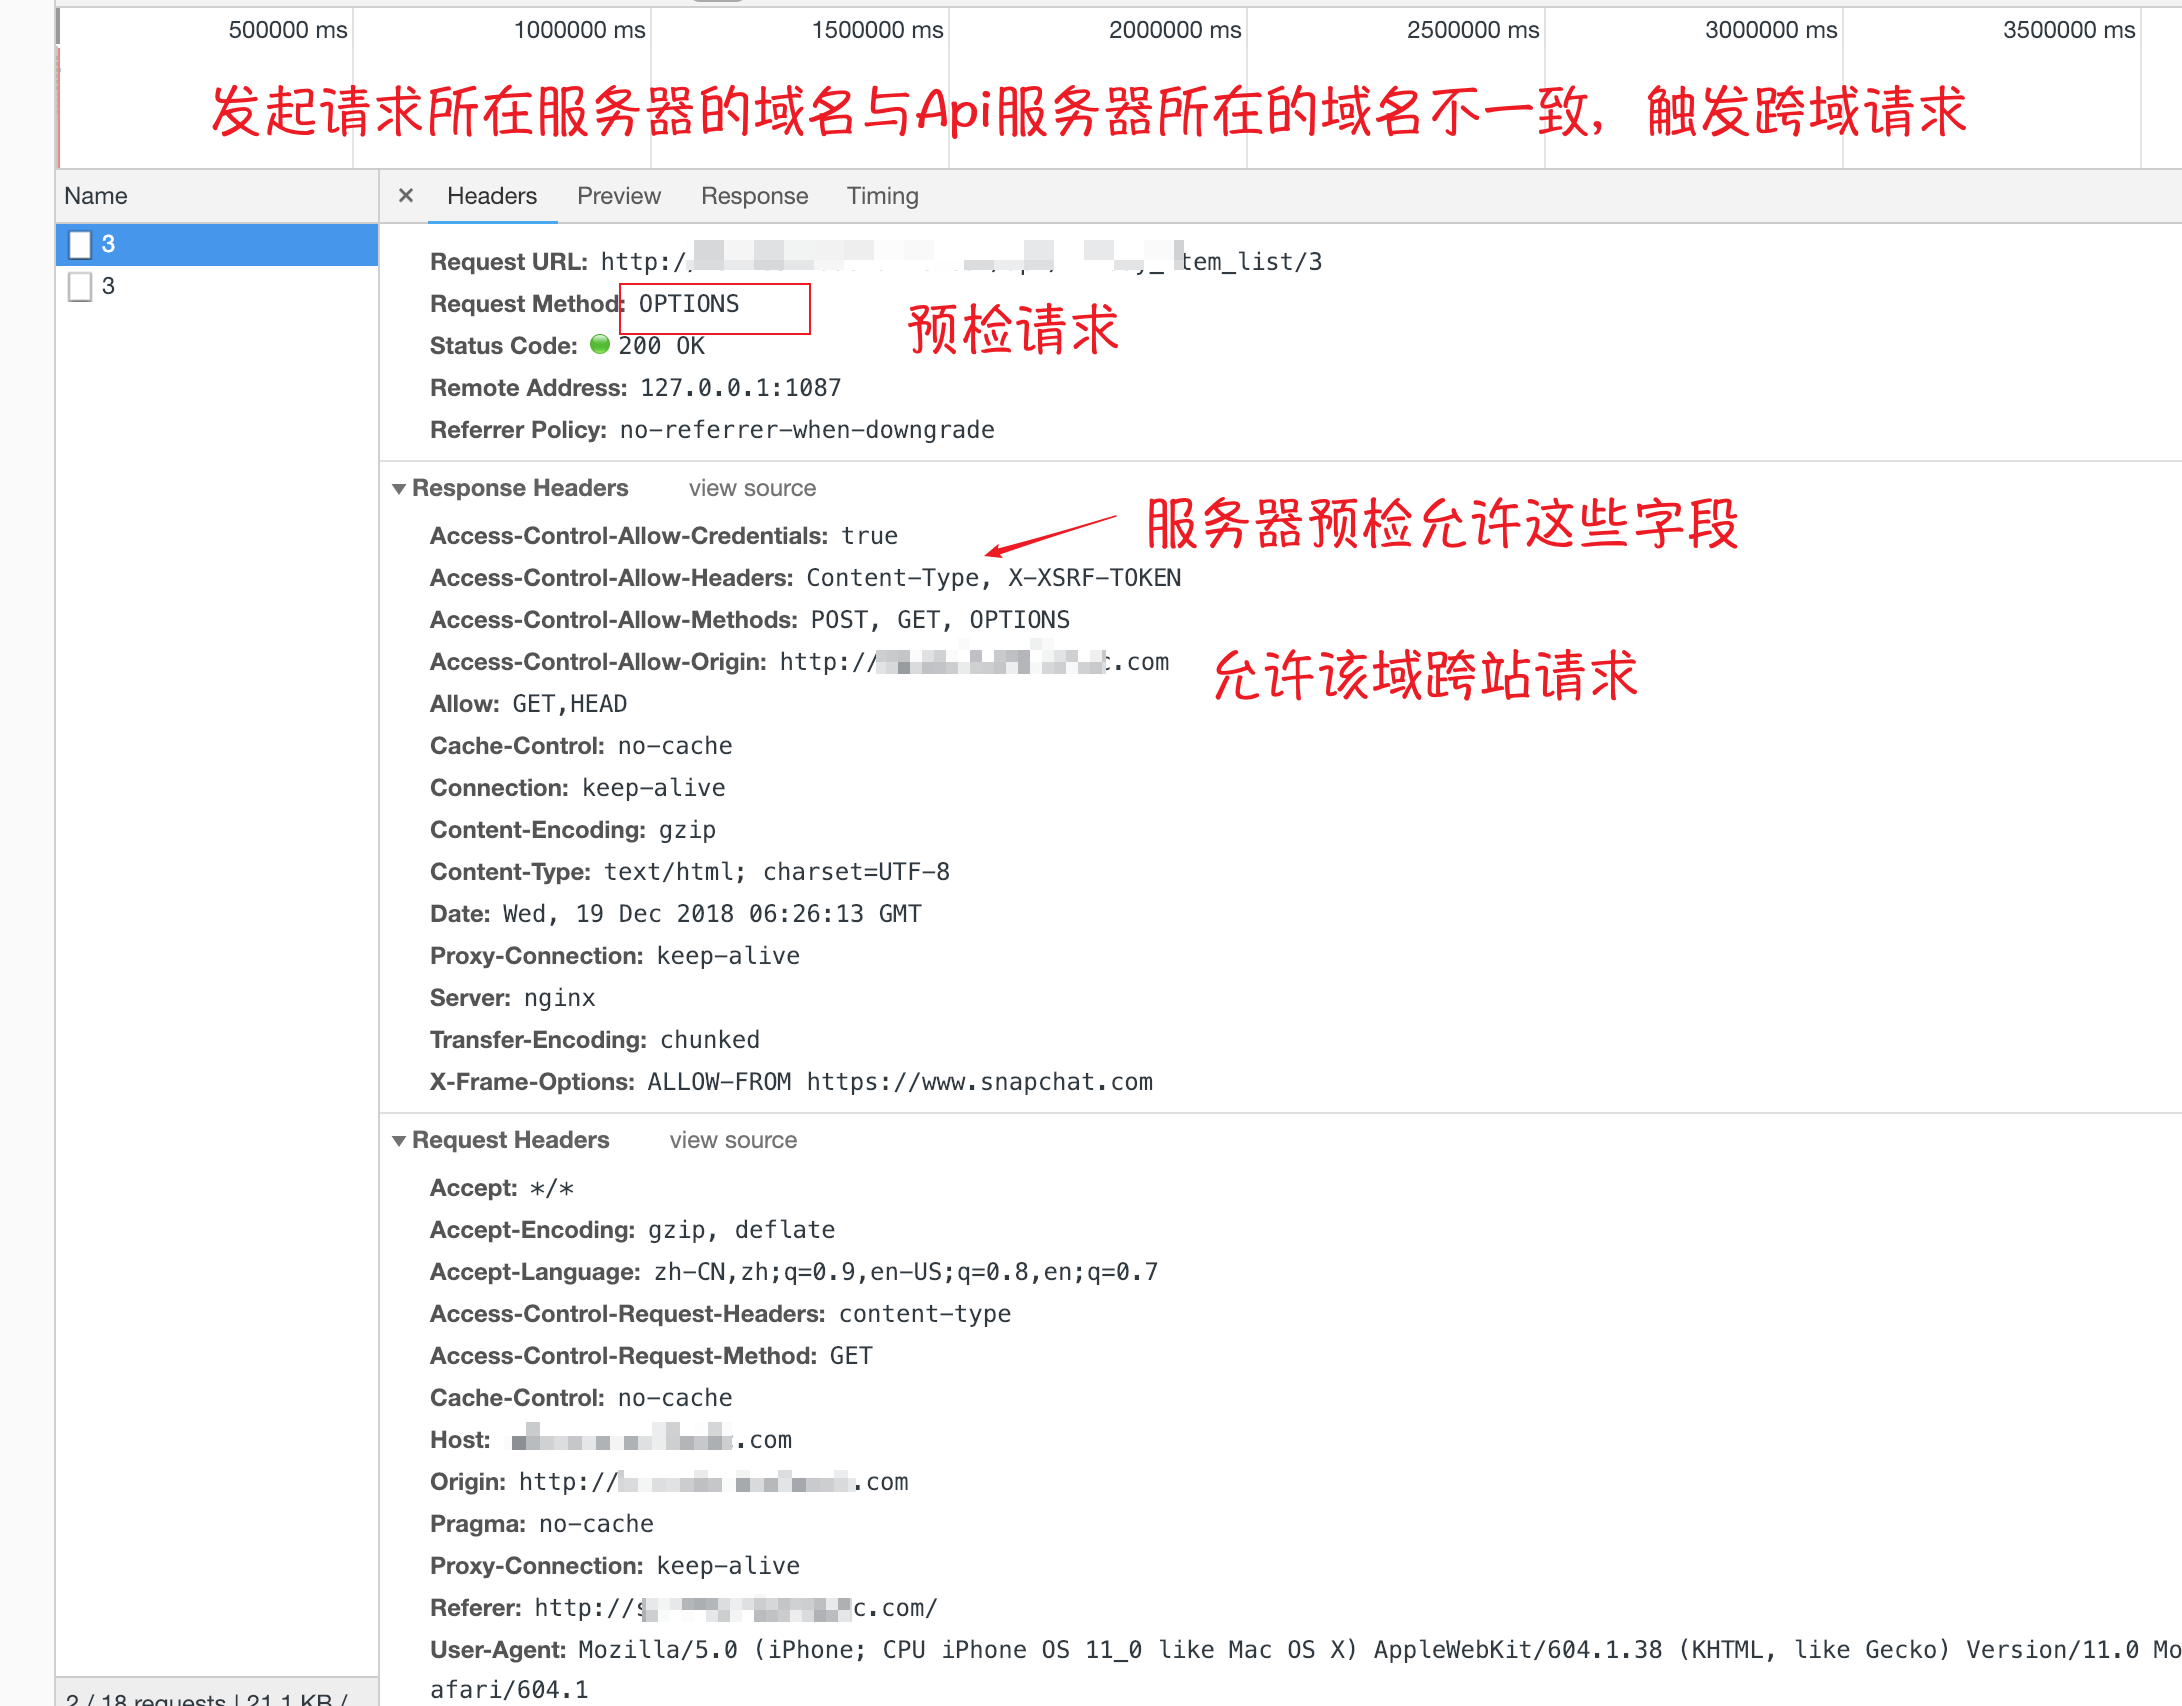 500000 ms 1000000 ms 1500000 ms 2000000 ms 2500000 ms 3000000 ms 3500000 ms
发起请求所在服务器的域名与Api服务器所在的域名不一致，触发跨域请求
Name
× Headers Preview Response Timing
3
3
Request URL: http:/ tem_list/3
Request Method: OPTIONS
预检请求
Status Code: 200 OK
Remote Address: 127.0.0.1:1087
Referrer Policy: no-referrer-when-downgrade
Response Headers view source
服务器预检允许这些字段
Access-Control-Allow-Credentials: true
Access-Control-Allow-Headers: Content-Type, X-XSRF-TOKEN
Access-Control-Allow-Methods: POST, GET, OPTIONS
Access-Control-Allow-Origin: http:// c.com
允许该域跨站请求
Allow: GET,HEAD
Cache-Control: no-cache
Connection: keep-alive
Content-Encoding: gzip
Content-Type: text/html; charset=UTF-8
Date: Wed, 19 Dec 2018 06:26:13 GMT
Proxy-Connection: keep-alive
Server: nginx
Transfer-Encoding: chunked
X-Frame-Options: ALLOW-FROM https://www.snapchat.com
Request Headers view source
Accept: */*
Accept-Encoding: gzip, deflate
Accept-Language: zh-CN,zh;q=0.9,en-US;q=0.8,en;q=0.7
Access-Control-Request-Headers: content-type
Access-Control-Request-Method: GET
Cache-Control: no-cache
Host: .com
Origin: http:// .com
Pragma: no-cache
Proxy-Connection: keep-alive
Referer: http://s c.com/
User-Agent: Mozilla/5.0 (iPhone; CPU iPhone OS 11_0 like Mac OS X) AppleWebKit/604.1.38 (KHTML, like Gecko) Version/11.0 Mo
afari/604.1
2 / 18 requests | 21.1 KB /